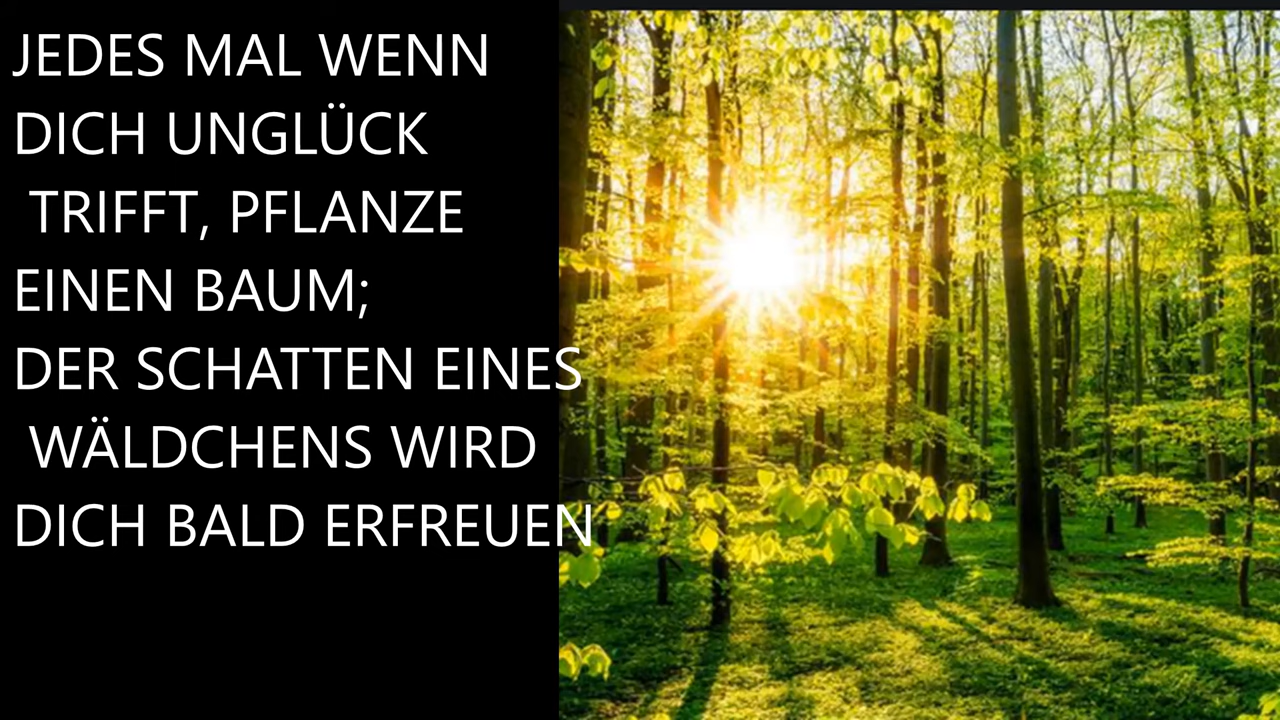 JEDES MAL WENN
DICH UNGLÜCK
TRIFFT, PFLANZE
EINEN BAUM;
DER SCHATTEN EINES
WÄLDCHENS WIRD
DICH BALD ERFREUEN